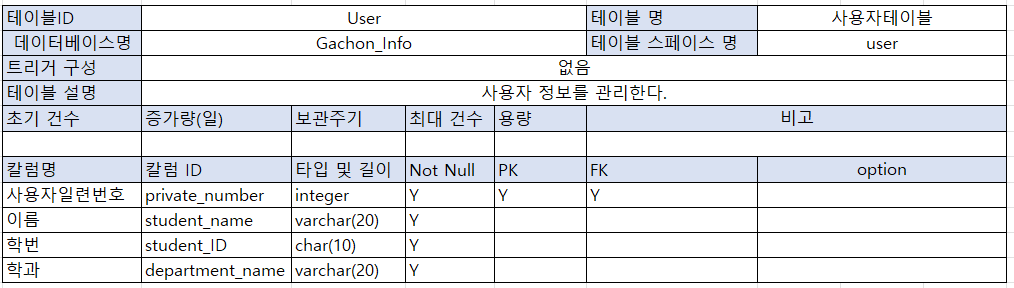 테이블ID User 테이블 명 사용자테이블
데이터베이스명 Gachon_Info 테이블 스페이스 명 user
트리거 구성 없음
테이블 설명 사용자 정보를 관리한다.
초기 건수 증가량(일) 보관주기 최대 건수 용량 비고
칼럼명 칼럼 ID 타입 및 길이 Not Null PK FK option
사용자일련번호 private_number integer Y Y Y
이름 student_name varchar(20) Y
학번 student_ID char(10) Y
학과 department_name varchar(20) Y